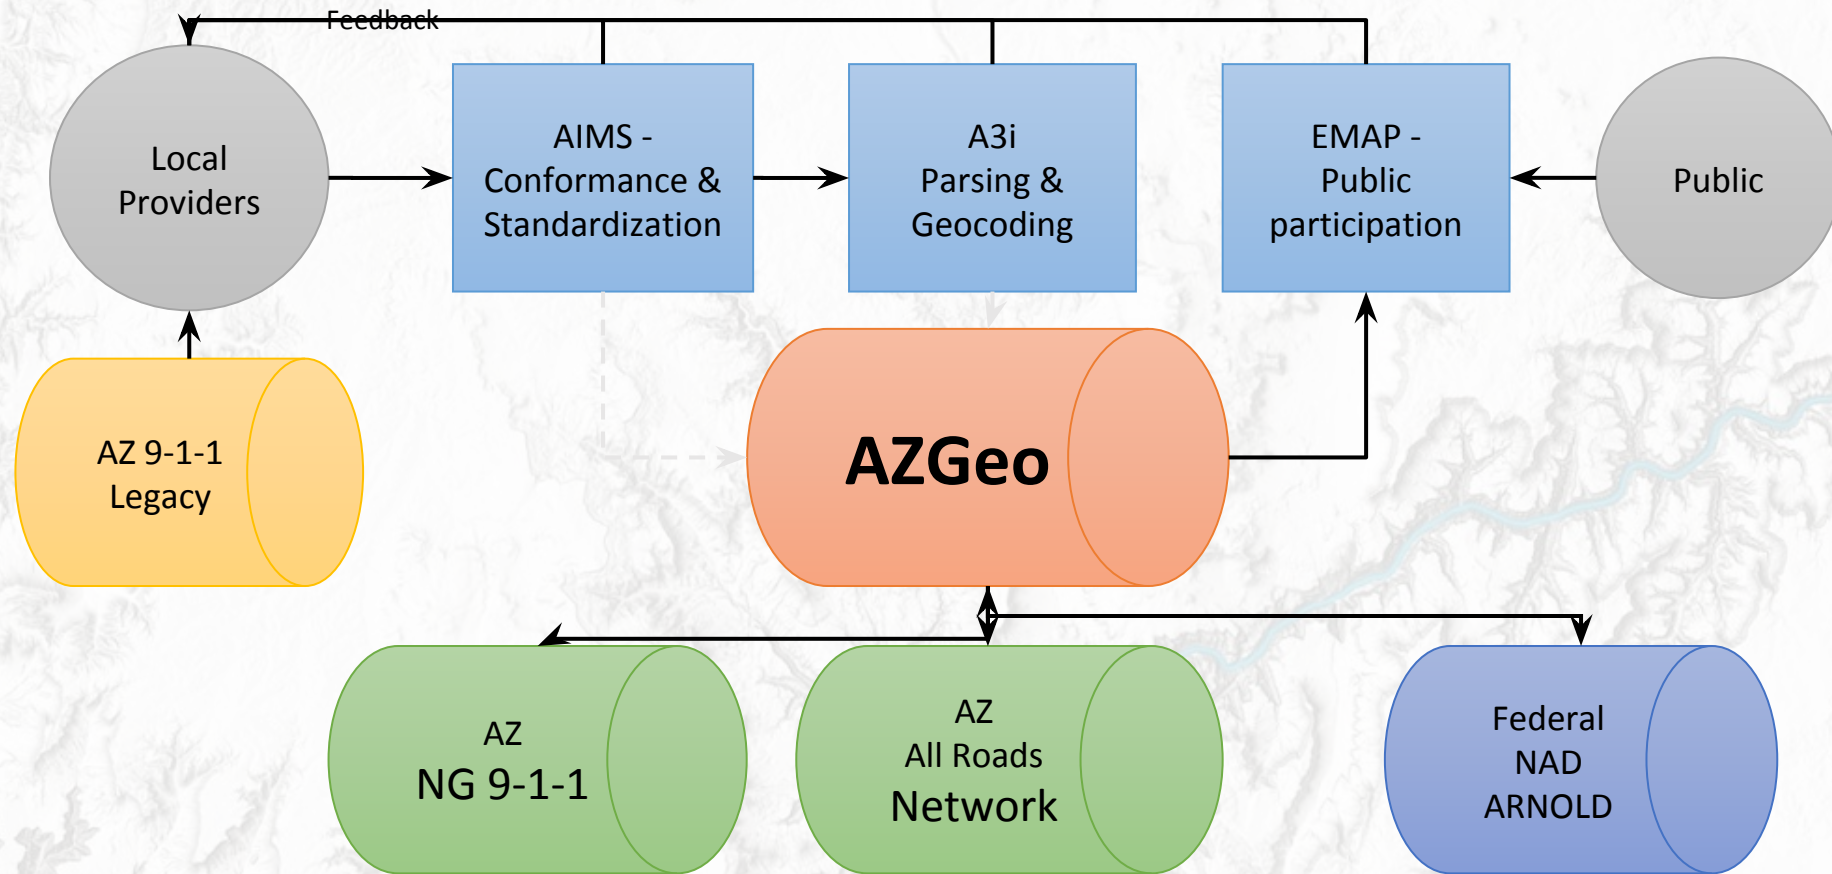 Feedback
Local
Providers
AIMS -
Conformance &
Standardization
A3i
Parsing &
Geocoding
EMAP -
Public
participation
Public
AZ 9-1-1
Legacy
AZGeo
AZ
NG 9-1-1
AZ
All Roads
Network
Federal
NAD
ARNOLD